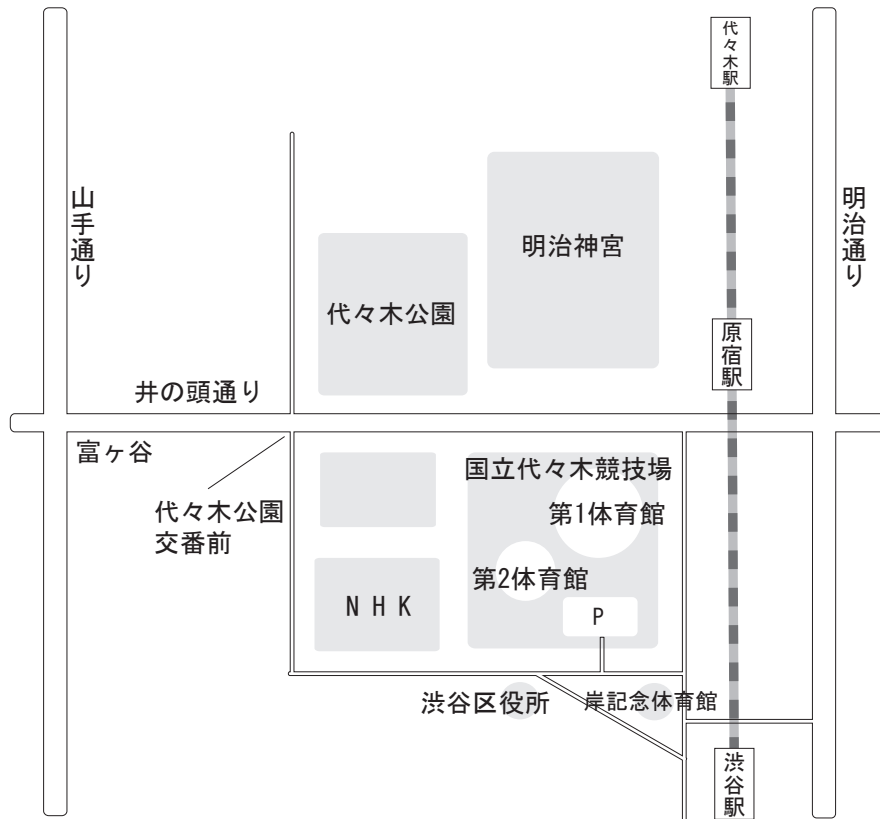 代々木駅
山手通り
明治通り
明治神宮
代々木公園
原宿駅
井の頭通り
富ヶ谷
国立代々木競技場
代々木公園
交番前
第1体育館
第2体育館
NHK
P
渋谷区役所
岸記念体育館
渋谷駅